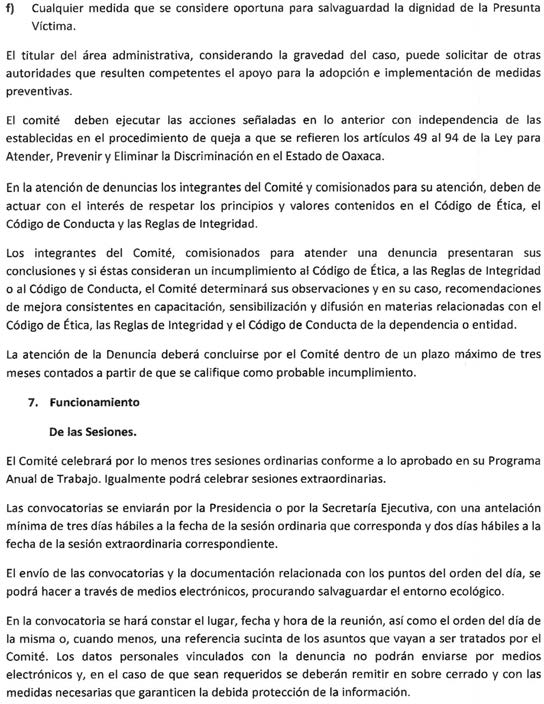 f) Cualquier medida que se considere oportuna para salvaguardad la dignidad de la Presunta
Víctima.
El titular del área administrativa, considerando la gravedad del caso, puede solicitar de otras
autoridades que resulten competentes el apoyo para la adopción e implementación de medidas
preventivas.
El comité deben ejecutar las acciones señaladas en lo anterior con independencia de las
establecidas en el procedimiento de queja a que se refieren los artículos 49 al 94 de la Ley para
Atender, Prevenir y Eliminar la Discriminación en el Estado de Oaxaca.
En la atención de denuncias los integrantes del Comité y comisionados para su atención, deben de
actuar con el interés de respetar los principios y valores contenidos en el Código de Ética, el
Código de Conducta y las Reglas de Integridad.
Los integrantes del Comité, comisionados para atender una denuncia presentaran sus
conclusiones y si éstas consideran un incumplimiento al Código de Ética, a las Reglas de Integridad
o al Código de Conducta, el Comité determinará sus observaciones y en su caso, recomendaciones
de mejora consistentes en capacitación, sensibilización y difusión en materias relacionadas con el
Código de Ética, las Reglas de Integridad y el Código de Conducta de la dependencia o entidad.
La atención de la Denuncia deberá concluirse por el Comité dentro de un plazo máximo de tres
meses contados a partir de que se califique como probable incumplimiento.
7. Funcionamiento
De las Sesiones.
El Comité celebrará por lo menos tres sesiones ordinarias conforme a lo aprobado en su Programa
Anual de Trabajo. Igualmente podrá celebrar sesiones extraordinarias.
Las convocatorias se enviarán por la Presidencia o por la Secretaría Ejecutiva, con una antelación
mínima de tres días hábiles a la fecha de la sesión ordinaria que corresponda y dos días hábiles a la
fecha de la sesión extraordinaria correspondiente.
El envío de las convocatorias y la documentación relacionada con los puntos del orden del día, se
podrá hacer a través de medios electrónicos, procurando salvaguardar el entorno ecológico.
En la convocatoria se hará constar el lugar, fecha y hora de la reunión, así como el orden del día de
la misma o, cuando menos, una referencia sucinta de los asuntos que vayan a ser tratados por el
Comité. Los datos personales vinculados con la denuncia no podrán enviarse por medios
electrónicos y, en el caso de que sean requeridos se deberán remitir en sobre cerrado y con las
medidas necesarias que garanticen la debida protección de la información.